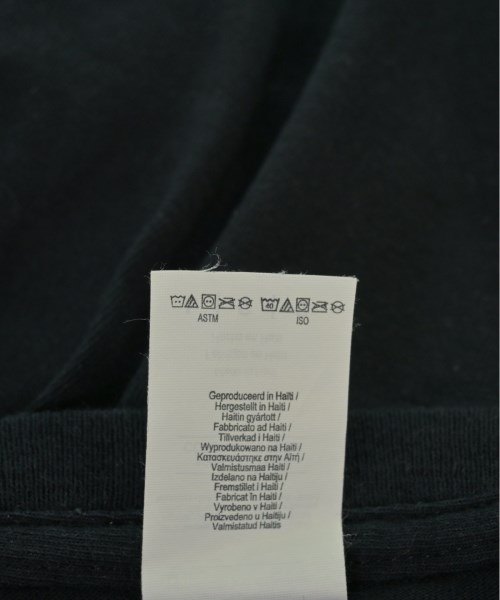 40
ASTM ISO
Geproduceerd in Haïti /
Hergestellt in Haiti /
Haitin gyártott /
Fabbricato ad Haiti /
Tillverkad i Haiti /
Wyprodukowano na Haiti /
Κατασκευάστηκε στην Αϊτή /
Valmistusmaa Haiti /
Izdelano na Haitiju /
Fremstillet i Haiti /
Fabricat în Haiti /
Vyrobeno v Haiti /
Proizvedeno u Haitiju /
Valmistatud Haitis